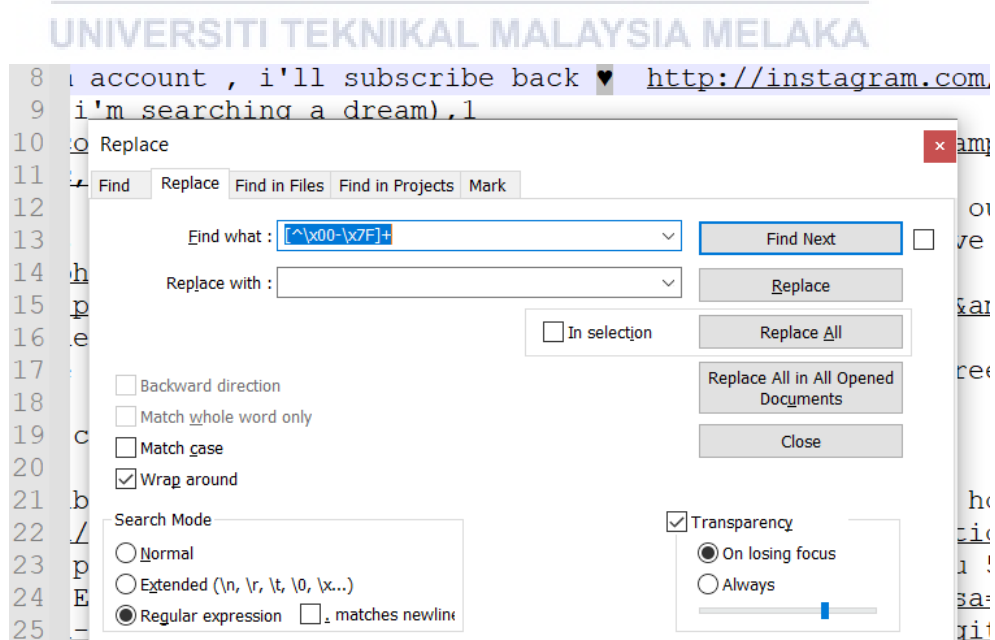 UNIVERSITI TEKNIKAL MALAYSIA MELAKA
8 account , i'll subscribe back ♥ http://instagram.com/
9 i'm searching a dream),1
10
Replace
11
Find Replace Find in Files Find in Projects Mark
12
13
Find what : [^\x00-\x7F]+ Find Next
14
Replace with : Replace
15
16
In selection Replace All
17
Backward direction Replace All in All Opened Documents
18
Match whole word only
19
Match case Close
20
Wrap around
21
Search Mode Transparency
22
Normal On losing focus
23
Extended (\n, \r, \t, \0, \x...) Always
24
Regular expression . matches newline
25